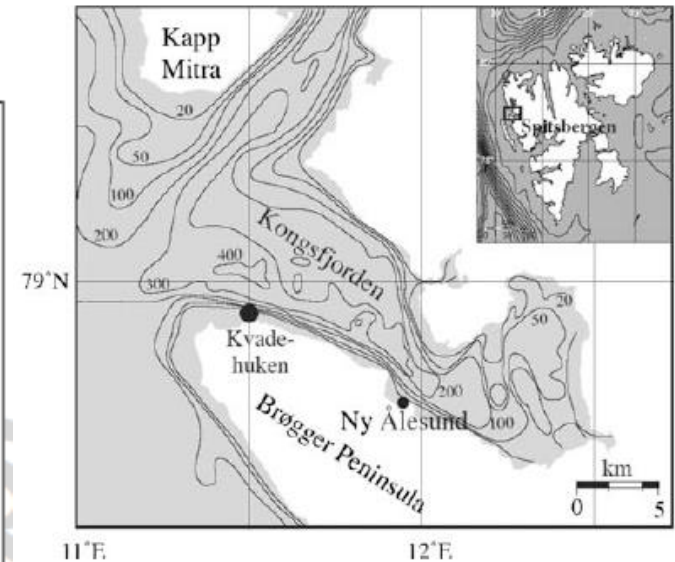 Kapp
Mitra
20
50
100
200
Spitsbergen
Kongsfjorden
400
300
79°N
20
50
Kvade-
huken
200
100
Ny Ålesund
Brøgger Peninsula
km
0 5
11°E
12°E